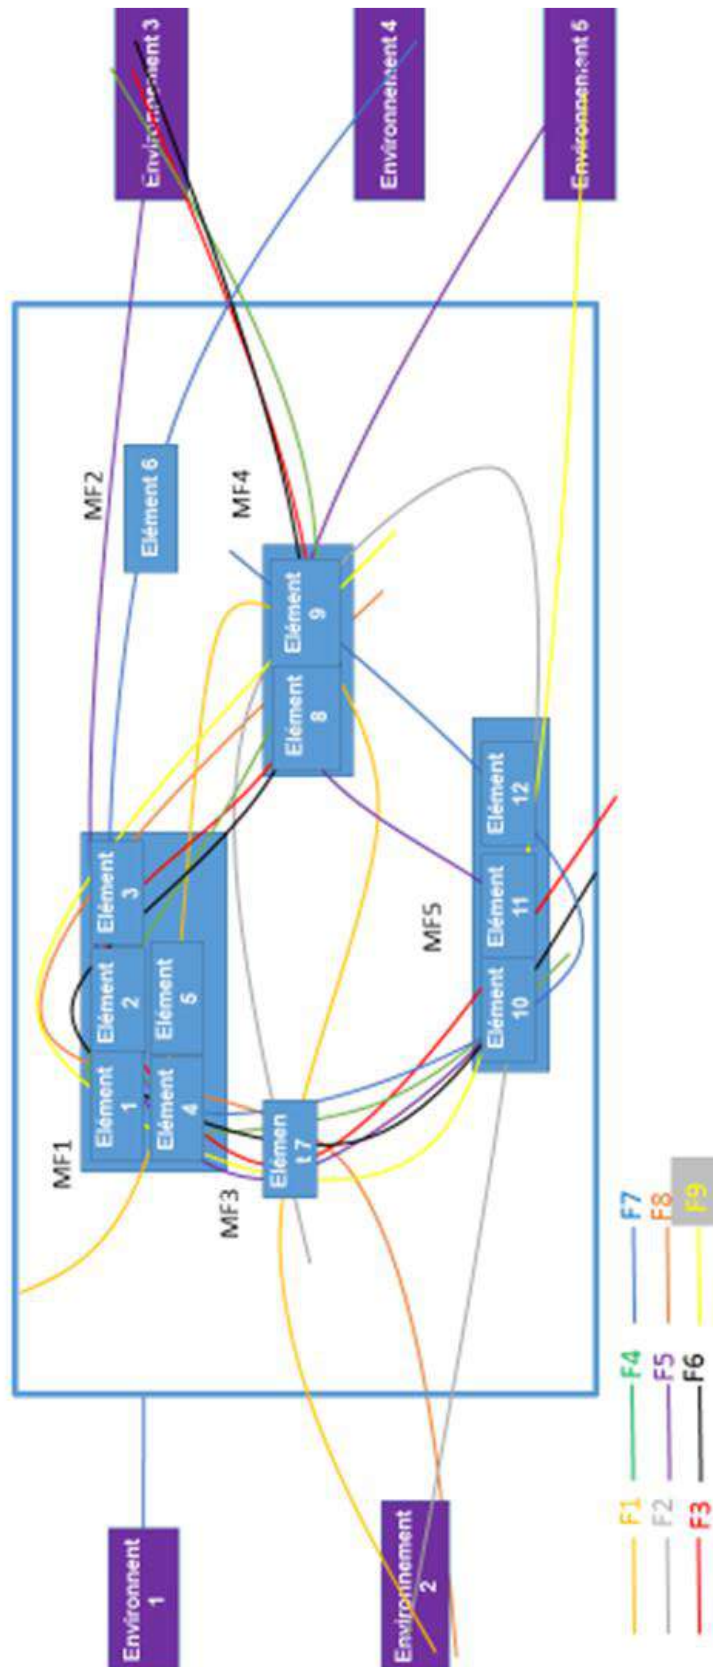 Environnent
1
Environnement
2
MF1
Elément
1
Elément
2
Elément
3
Elément
4
Elément
5
MF2
Elément 6
MF3
Elémen
t 7
MF4
Elément
8
Elément
9
MF5
Elément
10
Elément
11
Elément
12
Environnement 3
Environnement 4
Environnement 5
F1 F4 F7
F2 F5 F8
F3 F6 F9